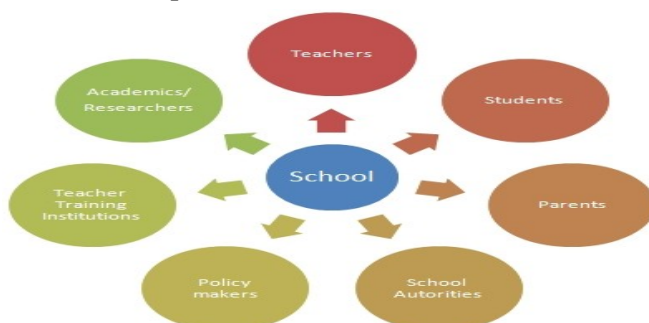 Teachers
Academics/
Researchers
Students
School
Teacher
Training
Institutions
Parents
Policy
makers
School
Autorities